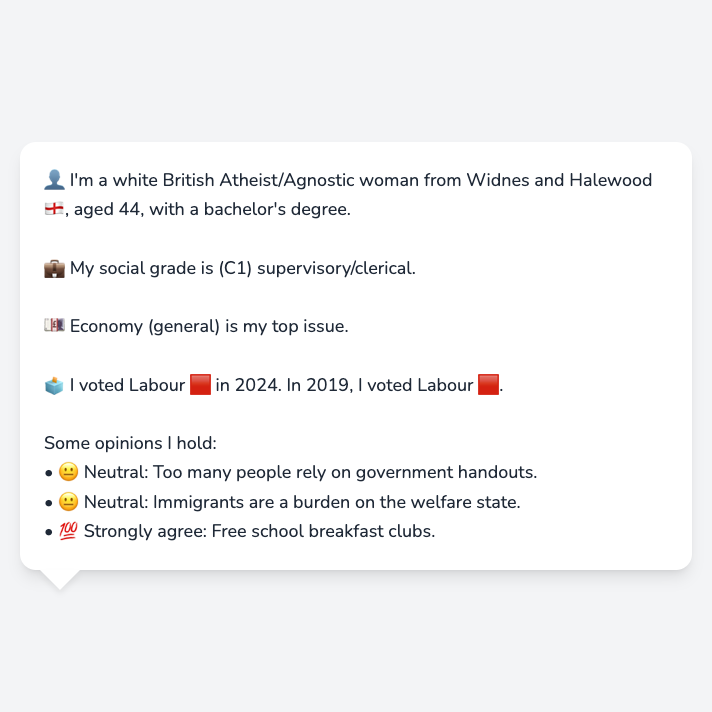 👤 I'm a white British Atheist/Agnostic woman from Widnes and Halewood
🏴󠁧󠁢󠁥󠁮󠁧󠁿, aged 44, with a bachelor's degree.
💼 My social grade is (C1) supervisory/clerical.
💷 Economy (general) is my top issue.
🗳️ I voted Labour 🟥 in 2024. In 2019, I voted Labour 🟥.
Some opinions I hold:
• 😐 Neutral: Too many people rely on government handouts.
• 😐 Neutral: Immigrants are a burden on the welfare state.
• 💯 Strongly agree: Free school breakfast clubs.